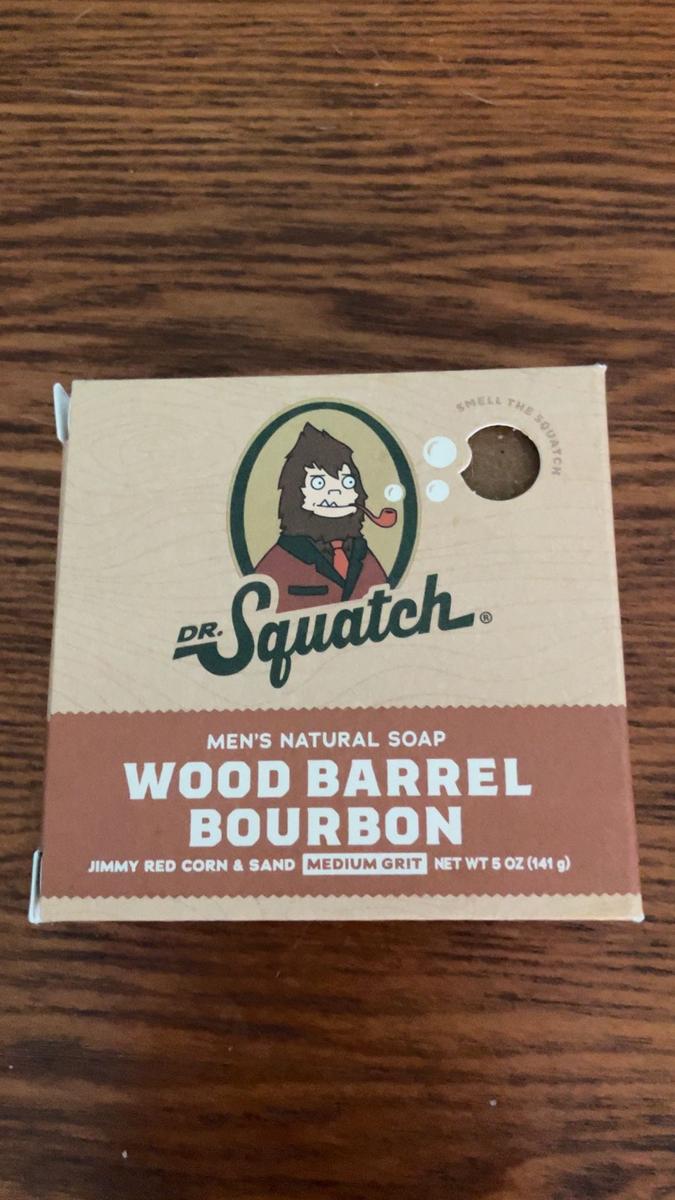 SMELL THE SQUATCH
DR. Squatch®
MEN'S NATURAL SOAP
WOOD BARREL
BOURBON
JIMMY RED CORN & SAND MEDIUM GRIT NET WT 5 OZ (141 g)